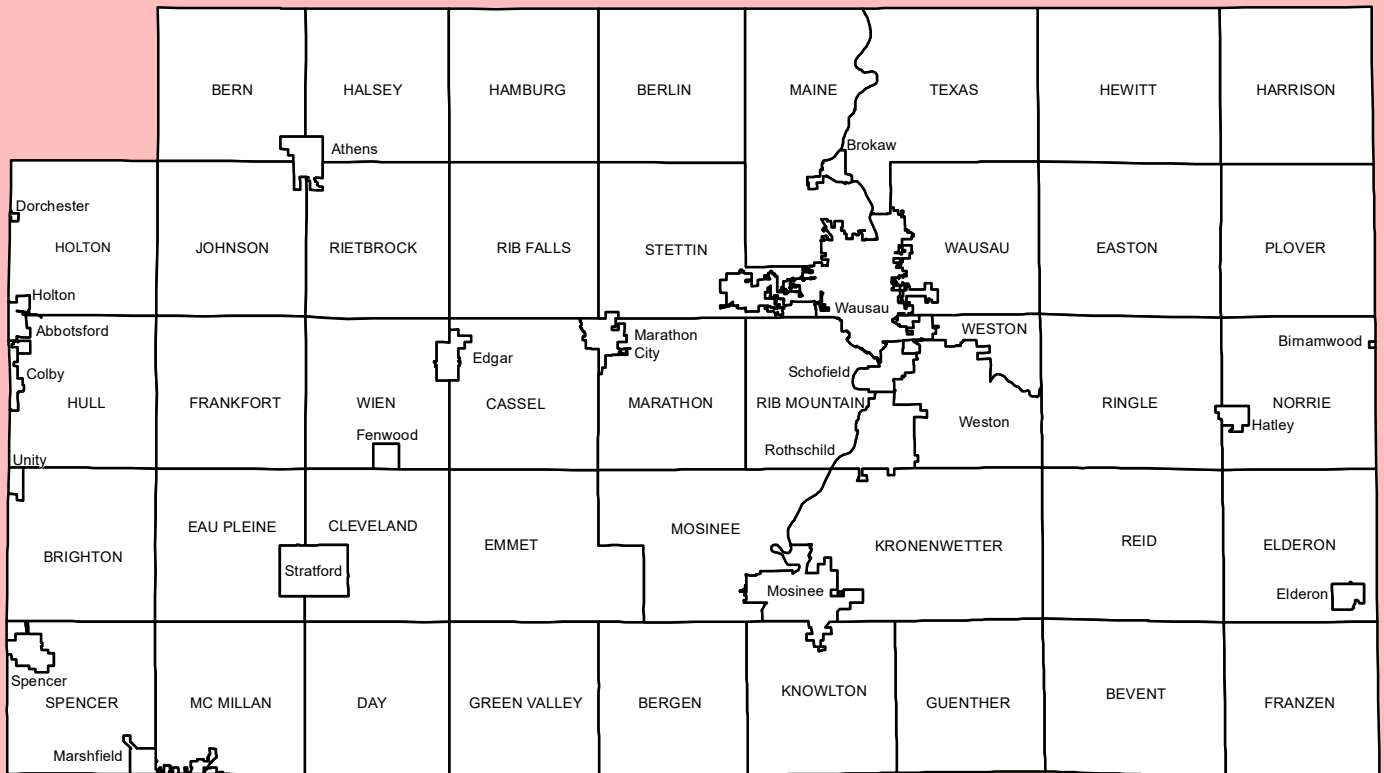 BERN
HALSEY
HAMBURG
BERLIN
MAINE
TEXAS
HEWITT
HARRISON
Athens
Brokaw
Dorchester
HOLTON
JOHNSON
RIETBROCK
RIB FALLS
STETTIN
WAUSAU
EASTON
PLOVER
Holton
Wausau
Abbotsford
Marathon
City
WESTON
Birnamwood
Edgar
Colby
Schofield
HULL
FRANKFORT
WIEN
CASSEL
MARATHON
RIB MOUNTAIN
RINGLE
NORRIE
Weston
Hatley
Fenwood
Rothschild
Unity
EAU PLEINE
CLEVELAND
MOSINEE
BRIGHTON
EMMET
KRONENWETTER
REID
ELDERON
Stratford
Mosinee
Elderon
Spencer
SPENCER
MC MILLAN
DAY
GREEN VALLEY
BERGEN
KNOWLTON
GUENTHER
BEVENT
FRANZEN
Marshfield